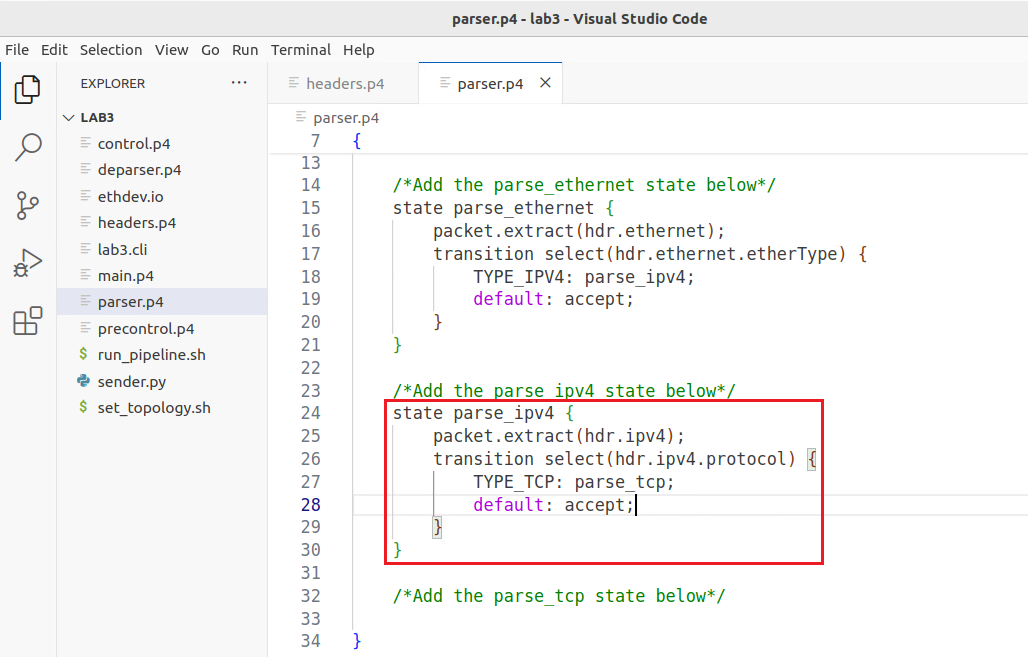 parser.p4 - lab3 - Visual Studio Code
File Edit Selection View Go Run Terminal Help
EXPLORER ...
LAB3
control.p4
deparser.p4
ethdev.io
headers.p4
lab3.cli
main.p4
parser.p4
precontrol.p4
$ run_pipeline.sh
sender.py
$ set_topology.sh
headers.p4 parser.p4
parser.p4
7 {
13
14 /*Add the parse_ethernet state below*/
15 state parse_ethernet {
16 packet.extract(hdr.ethernet);
17 transition select(hdr.ethernet.etherType) {
18 TYPE_IPV4: parse_ipv4;
19 default: accept;
20 }
21 }
22
23 /*Add the parse ipv4 state below*/
24 state parse_ipv4 {
25 packet.extract(hdr.ipv4);
26 transition select(hdr.ipv4.protocol) {
27 TYPE_TCP: parse_tcp;
28 default: accept;
29 }
30 }
31
32 /*Add the parse_tcp state below*/
33
34 }